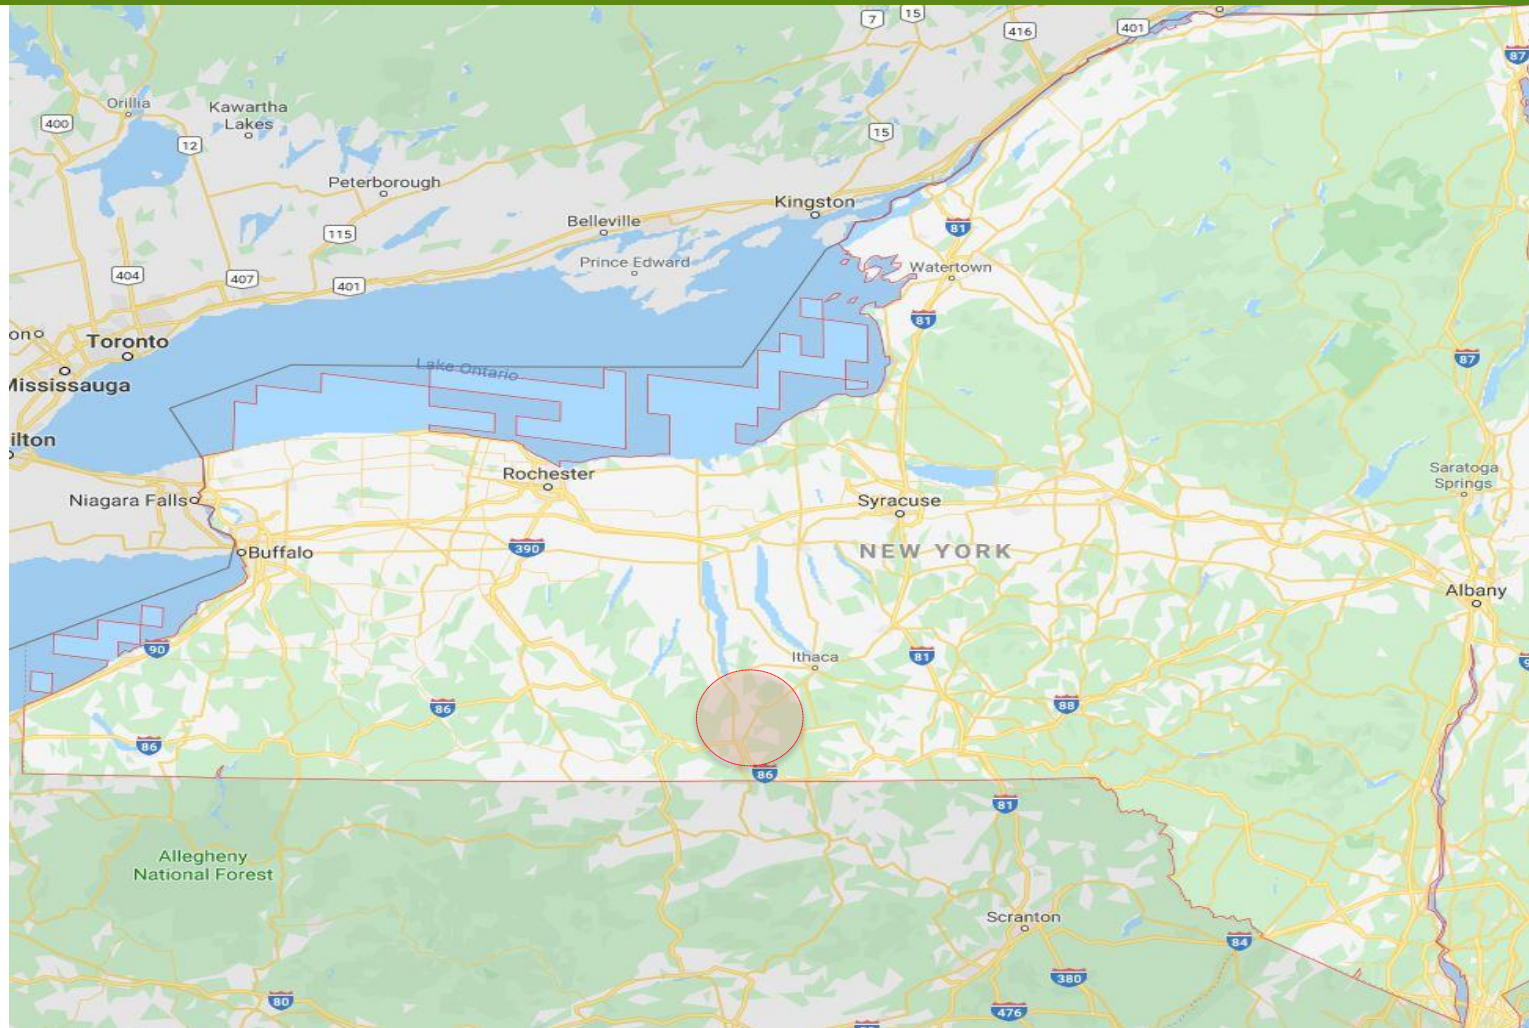 7
15
416
401
87
Orillia
Kawartha
Lakes
400
12
15
Peterborough
Kingston
Belleville
115
81
Prince Edward
Watertown
404
407
401
81
on
Toronto
87
Lake Ontario
Mississauga
ilton
Saratoga
Springs
Rochester
Niagara Falls
Syracuse
390
Buffalo
NEW YORK
Albany
90
Ithaca
81
86
88
86
86
81
Allegheny
National Forest
Scranton
84
380
80
476